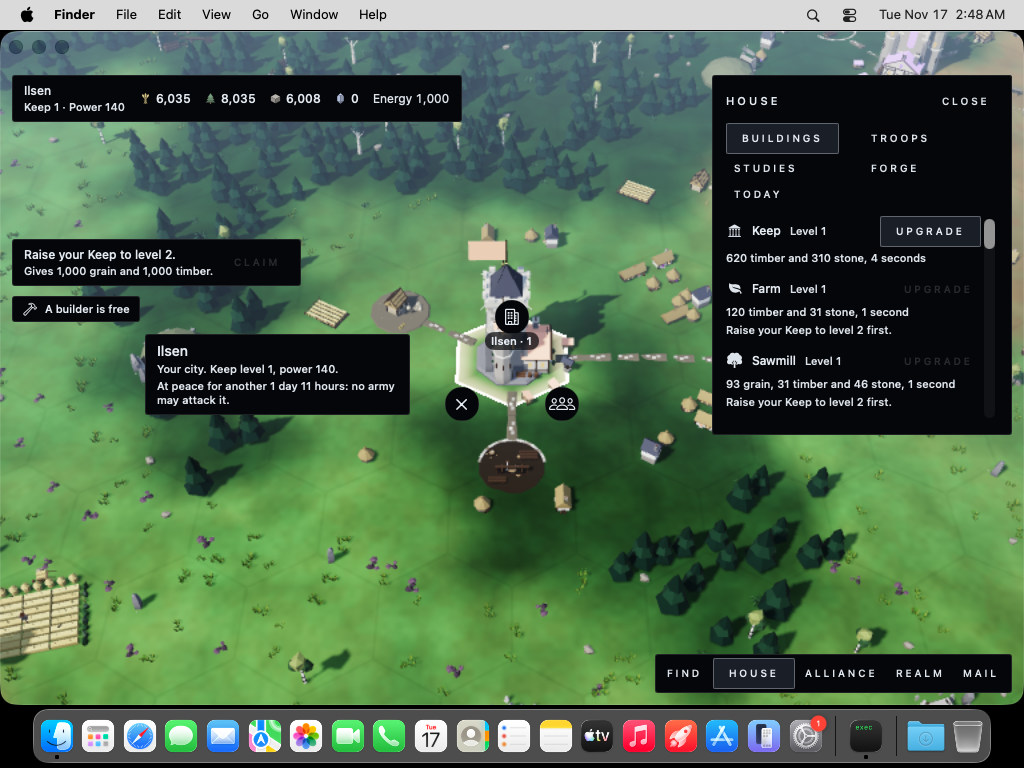 Finder File Edit View Go Window Help Tue Nov 17 2:48 AM
Ilsen
Keep 1 · Power 140
6,035 8,035 6,008 0 Energy 1,000
Raise your Keep to level 2.
Gives 1,000 grain and 1,000 timber.
CLAIM
A builder is free
Ilsen
Your city. Keep level 1, power 140.
At peace for another 1 day 11 hours: no army
may attack it.
Ilsen · 1
HOUSE CLOSE
BUILDINGS TROOPS
STUDIES FORGE
TODAY
Keep Level 1 UPGRADE
620 timber and 310 stone, 4 seconds
Farm Level 1 UPGRADE
120 timber and 31 stone, 1 second
Raise your Keep to level 2 first.
Sawmill Level 1 UPGRADE
93 grain, 31 timber and 46 stone, 1 second
Raise your Keep to level 2 first.
FIND HOUSE ALLIANCE REALM MAIL
Tue
17
tv
1
exec